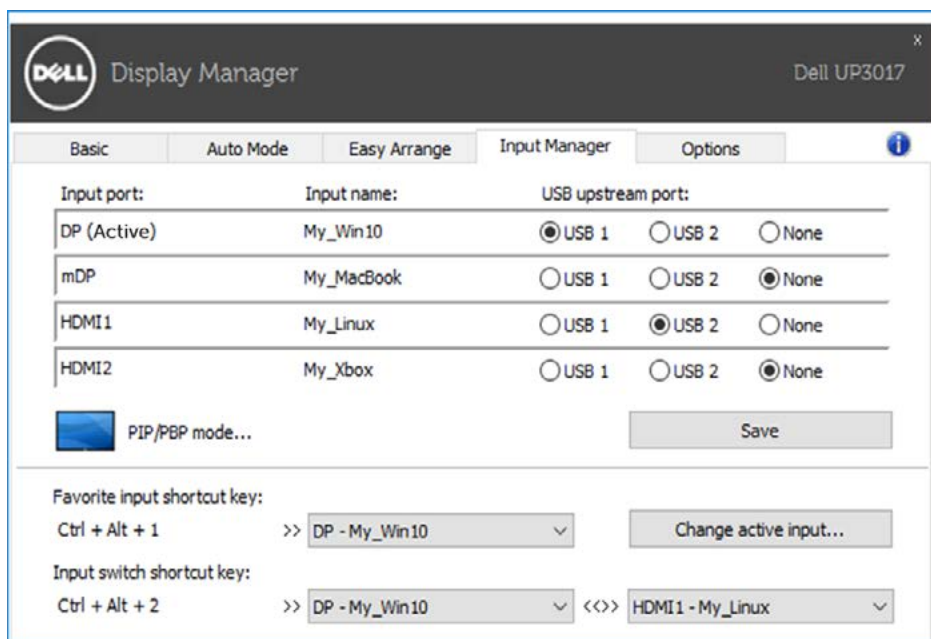 x
DELL Display Manager Dell UP3017
Basic Auto Mode Easy Arrange Input Manager Options i
Input port: Input name: USB upstream port:
DP (Active) My_Win10 USB 1 USB 2 None
mDP My_MacBook USB 1 USB 2 None
HDMI1 My_Linux USB 1 USB 2 None
HDMI2 My_Xbox USB 1 USB 2 None
PIP/PBP mode... Save
Favorite input shortcut key:
Ctrl + Alt + 1 >> DP - My_Win10 Change active input...
Input switch shortcut key:
Ctrl + Alt + 2 >> DP - My_Win10 <<>> HDMI1 - My_Linux